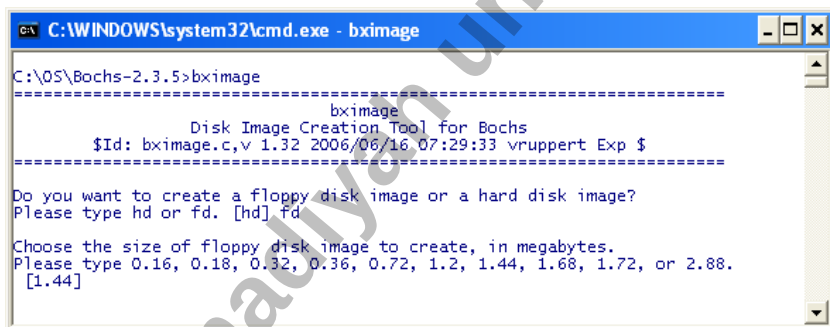 C:\WINDOWS\system32\cmd.exe - bximage
C:\OS\Bochs-2.3.5>bximage
========================================================================
bximage
Disk Image Creation Tool for Bochs
$Id: bximage.c,v 1.32 2006/06/16 07:29:33 vruppert Exp $
========================================================================
Do you want to create a floppy disk image or a hard disk image?
Please type hd or fd. [hd] fd
Choose the size of floppy disk image to create, in megabytes.
Please type 0.16, 0.18, 0.32, 0.36, 0.72, 1.2, 1.44, 1.68, 1.72, or 2.88.
[1.44]